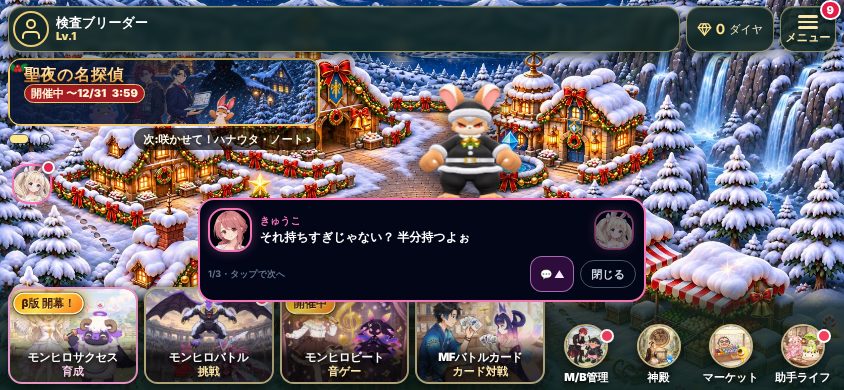 検査ブリーダー
Lv.1
0 ダイヤ
9
メニュー
聖夜の名探偵
開催中 〜12/31 3:59
次:咲かせて！ハナウタ・ノート ›
きゅうこ
それ持ちすぎじゃない？ 半分持つよぉ
1/3・タップで次へ
💬▲
閉じる
β版 開幕！
モンヒロサクセス
育成
モンヒロバトル
挑戦
開催中
モンヒロビート
音ゲー
MFバトルカード
カード対戦
M/B管理
神殿
マーケット
助手ライフ